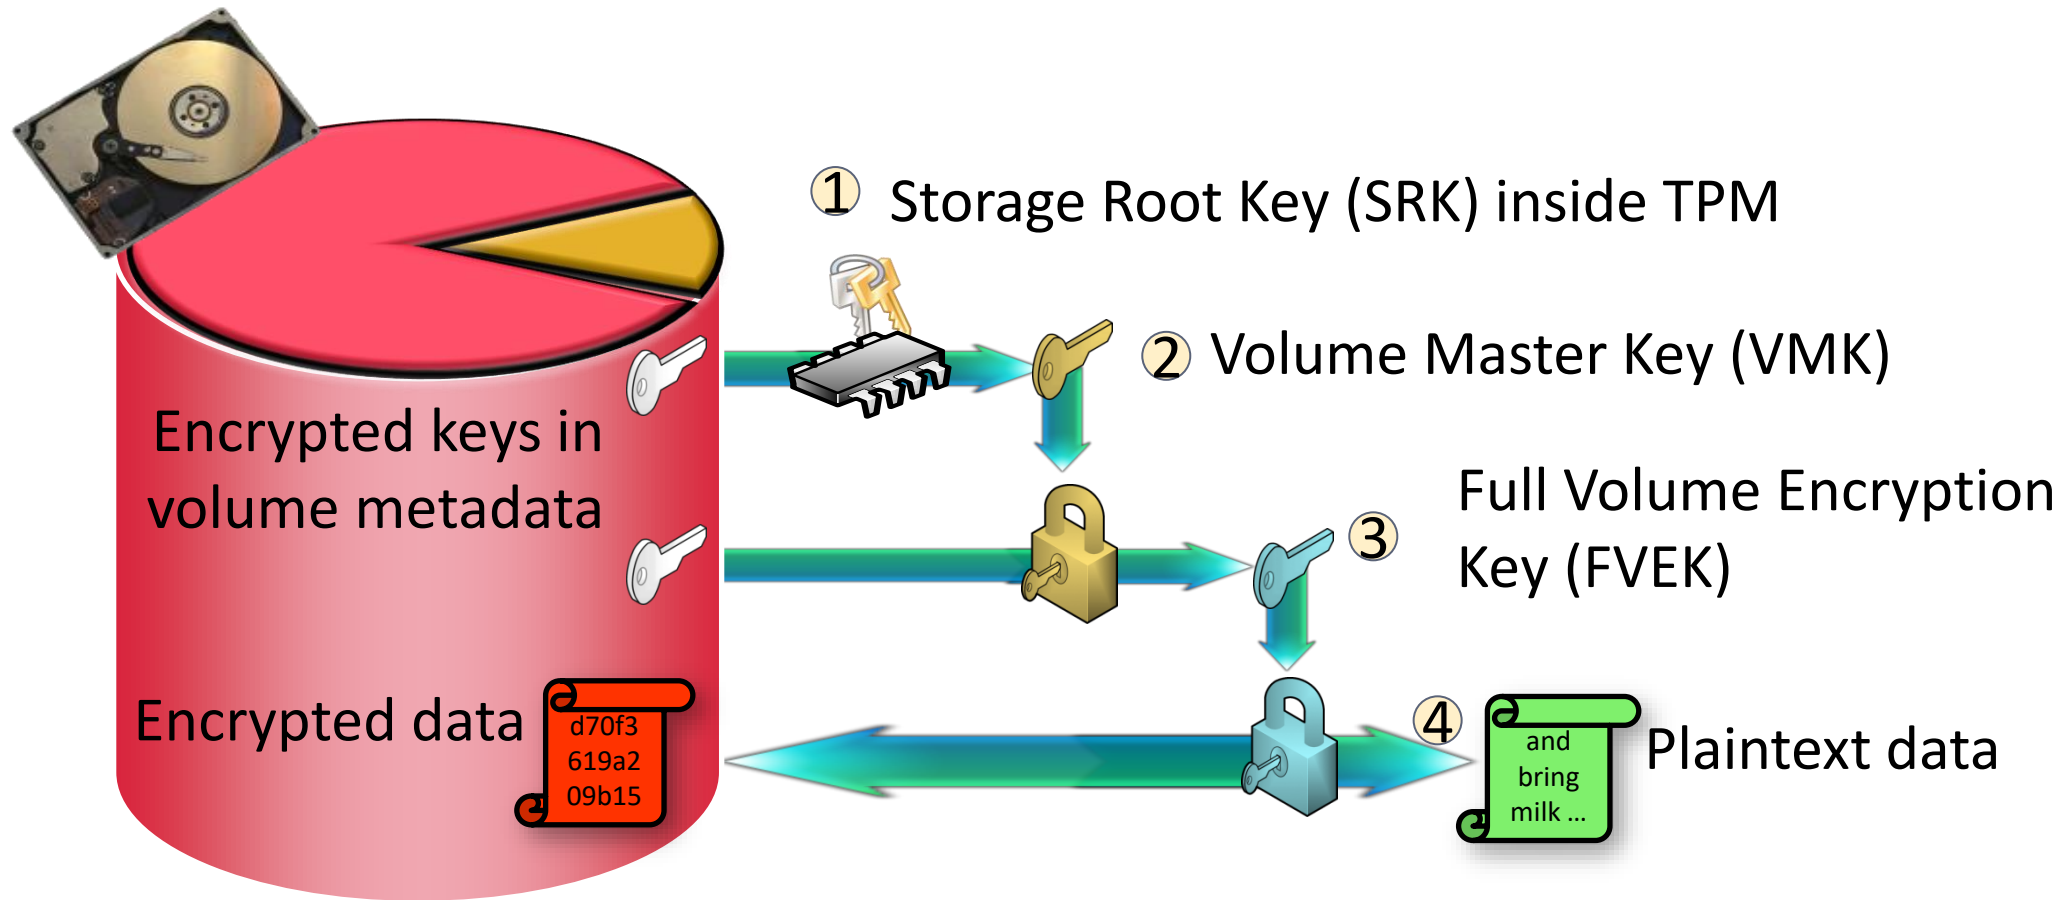 1 Storage Root Key (SRK) inside TPM
2 Volume Master Key (VMK)
Encrypted keys in
volume metadata
3 Full Volume Encryption
Key (FVEK)
Encrypted data
d70f3
619a2
09b15
4
and
bring
milk ...
Plaintext data